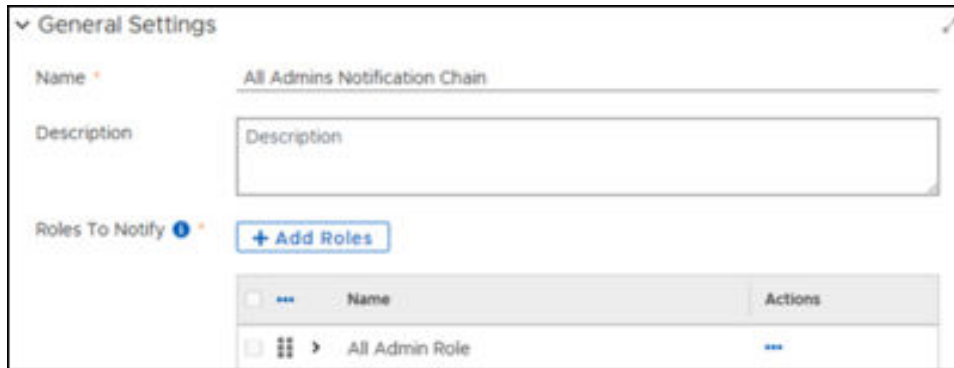 General Settings
Name *
All Admins Notification Chain
Description
Description
Roles To Notify *
+ Add Roles
Name
Actions
All Admin Role